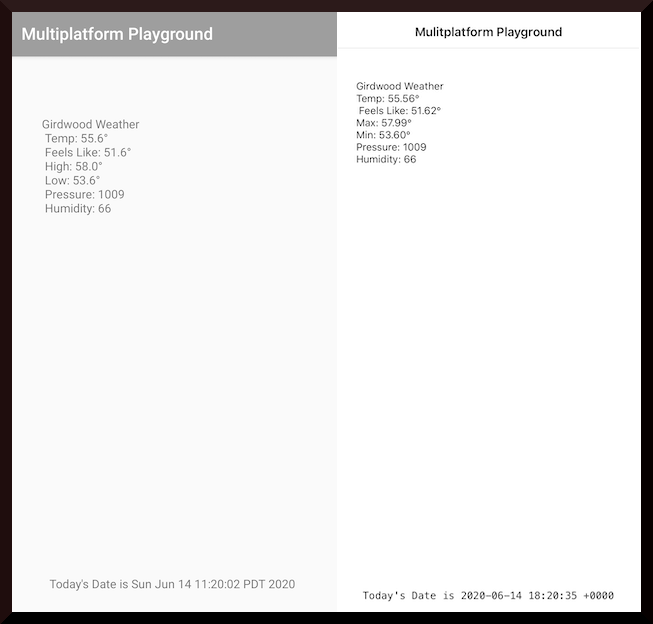 Multiplatform Playground
Girdwood Weather
Temp: 55.6°
Feels Like: 51.6°
High: 58.0°
Low: 53.6°
Pressure: 1009
Humidity: 66
Today's Date is Sun Jun 14 11:20:02 PDT 2020
Mulitplatform Playground
Girdwood Weather
Temp: 55.56°
Feels Like: 51.62°
Max: 57.99°
Min: 53.60°
Pressure: 1009
Humidity: 66
Today's Date is 2020-06-14 18:20:35 +0000